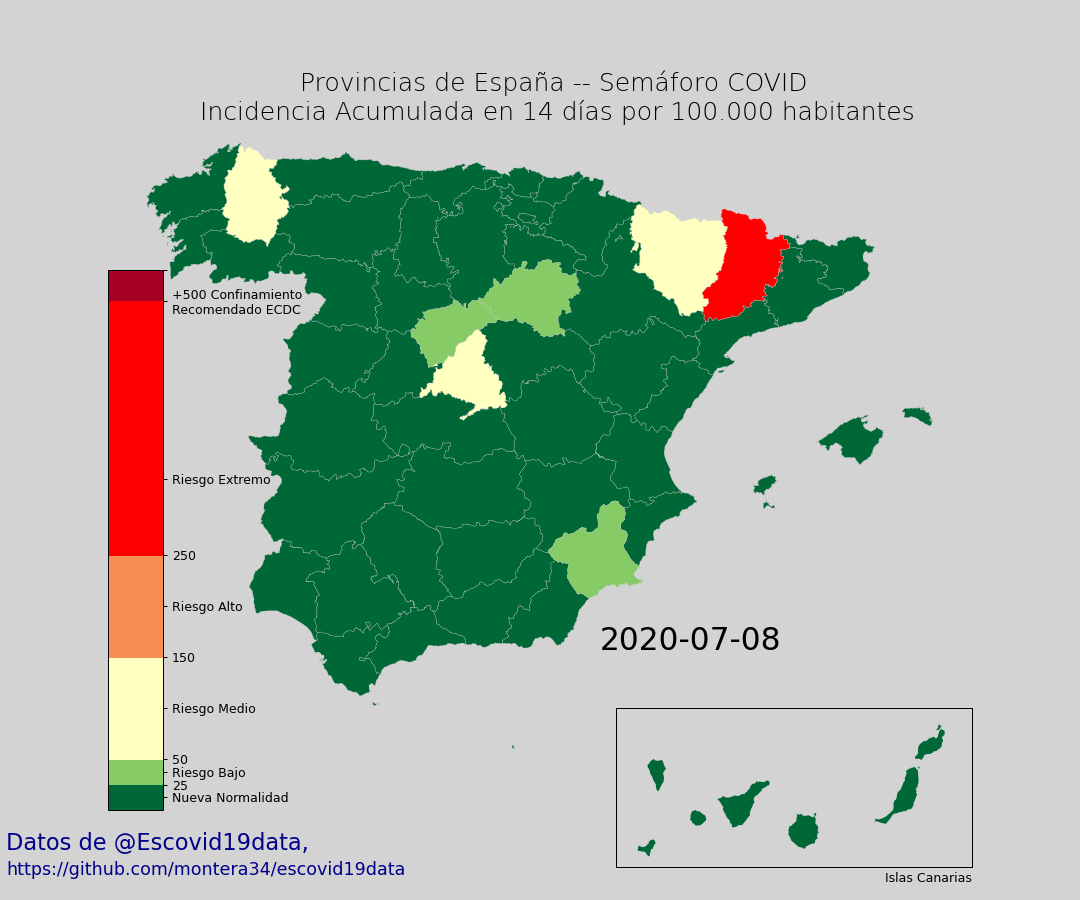 Provincias de España -- Semáforo COVID
Incidencia Acumulada en 14 días por 100.000 habitantes
+500 Confinamiento
Recomendado ECDC
Riesgo Extremo
250
Riesgo Alto
150
Riesgo Medio
50
Riesgo Bajo
25
Nueva Normalidad
2020-07-08
Islas Canarias
Datos de @Escovid19data,
https://github.com/montera34/escovid19data